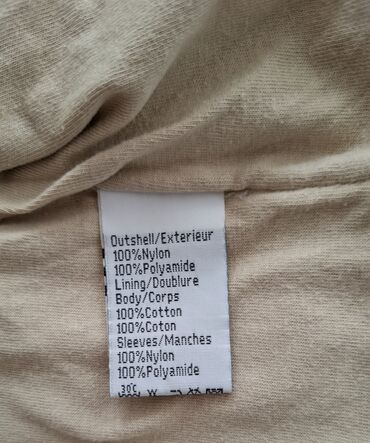 Outshell/Exterieur
100%Nylon
100%Polyamide
Lining/Doublure
Body/Corps
100%Cotton
100%Coton
Sleeves/Manches
100%Nylon
100%Polyamide
30℃